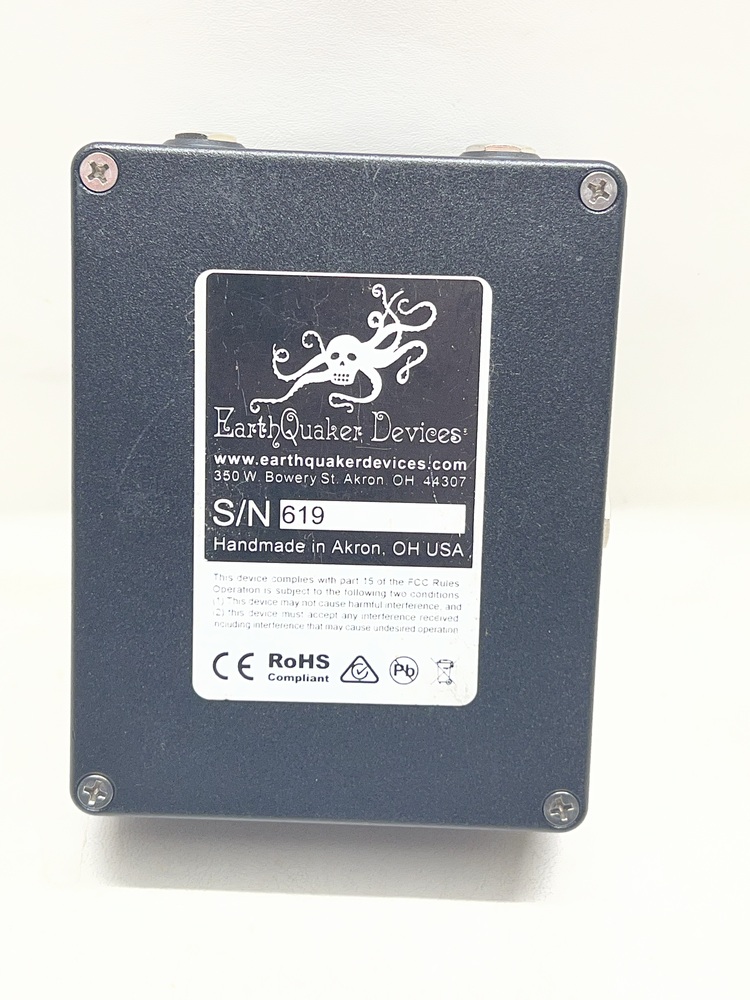 EarthQuaker Devices
www.earthquakerdevices.com
350 W. Bowery St. Akron, OH 44307
S/N 619
Handmade in Akron, OH USA
This device complies with part 15 of the FCC Rules
Operation is subject to the following two conditions
(1) This device may not cause harmful interference, and
(2) this device must accept any interference received
including interference that may cause undesired operation
CE RoHS Compliant Pb